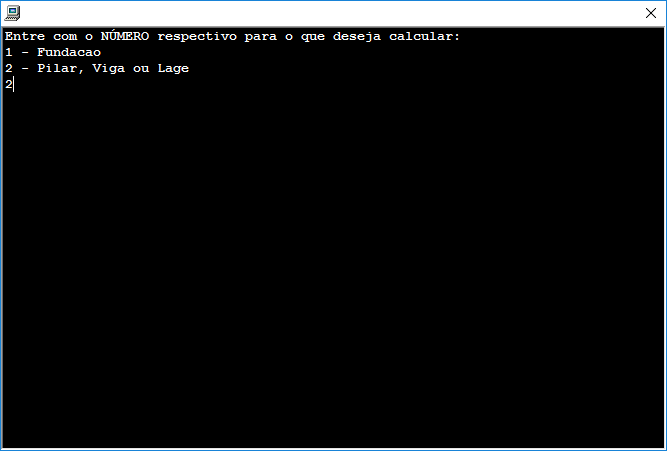 Entre com o NÚMERO respectivo para o que deseja calcular:
1 - Fundacao
2 - Pilar, Viga ou Lage
2